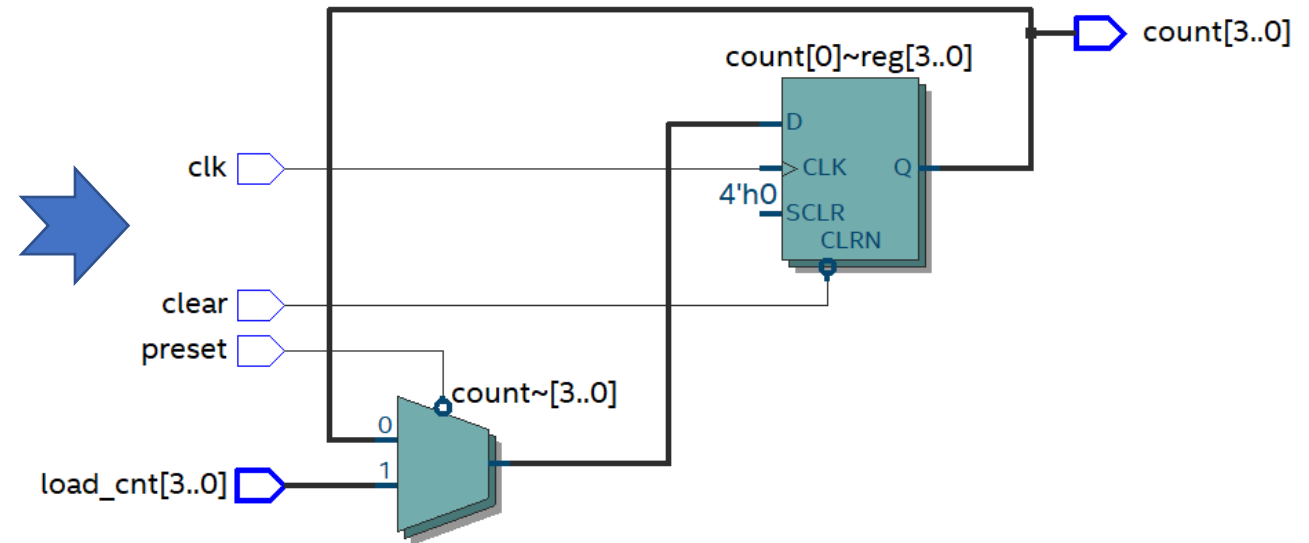 count[3..0]
count[0]~reg[3..0]
D
clk
CLK
Q
4'h0
SCLR
CLRN
clear
preset
count~[3..0]
0
1
load_cnt[3..0]